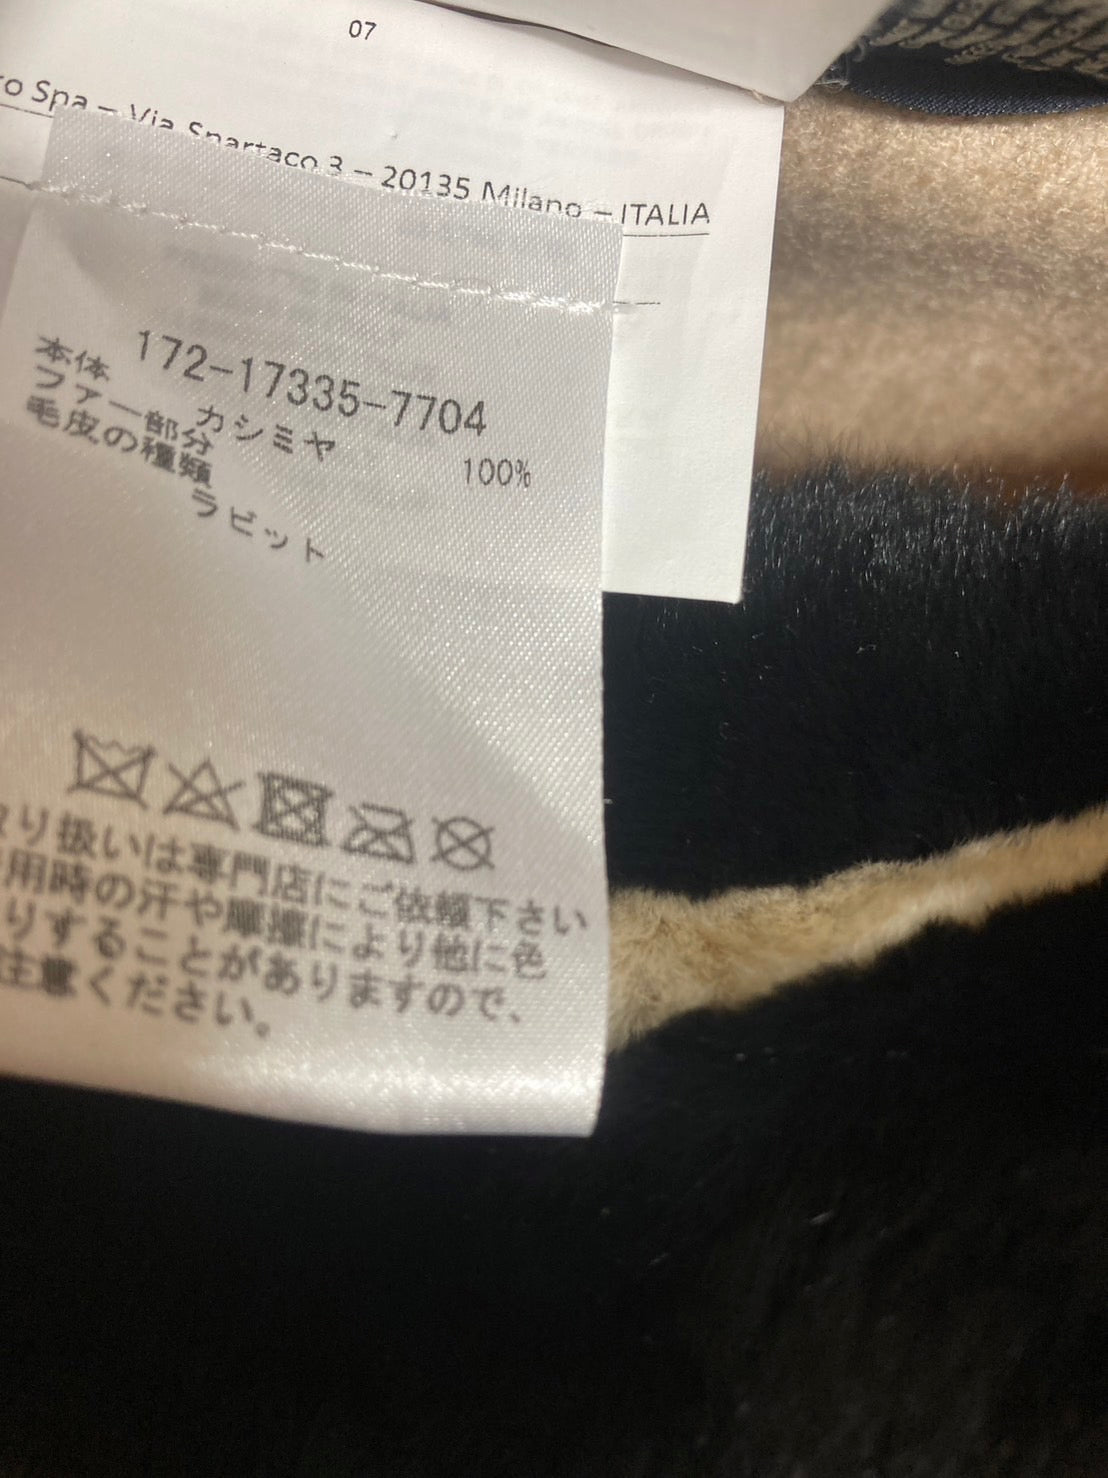 07
o Spa – Via Spartaco 3 – 20135 Milano – ITALIA
172-17335-7704
本体 カシミヤ 100%
ファー部分
毛皮の種類
ラビット
り扱いは専門店にご依頼下さい
用時の汗や摩擦により他に色
りすることがありますので、
注意ください。